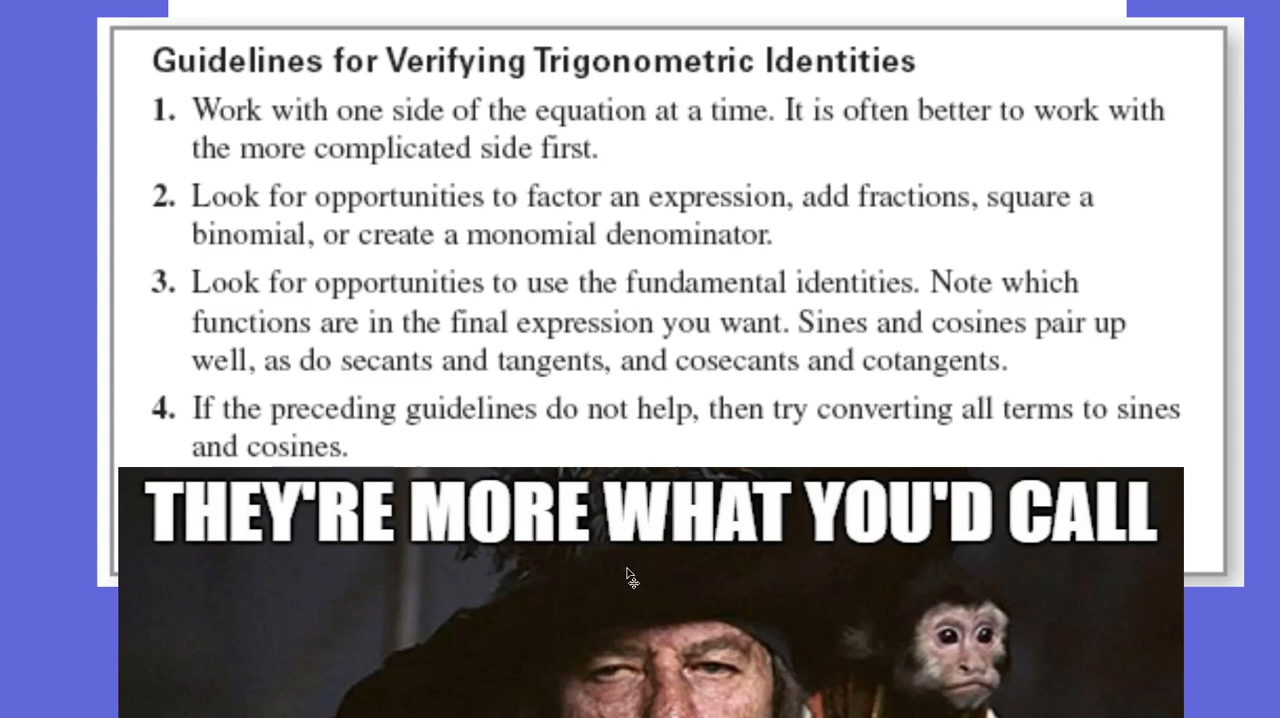 Guidelines for Verifying Trigonometric Identities
1. Work with one side of the equation at a time. It is often better to work with
the more complicated side first.
2. Look for opportunities to factor an expression, add fractions, square a
binomial, or create a monomial denominator.
3. Look for opportunities to use the fundamental identities. Note which
functions are in the final expression you want. Sines and cosines pair up
well, as do secants and tangents, and cosecants and cotangents.
4. If the preceding guidelines do not help, then try converting all terms to sines
and cosines.
THEY'RE MORE WHAT YOU'D CALL